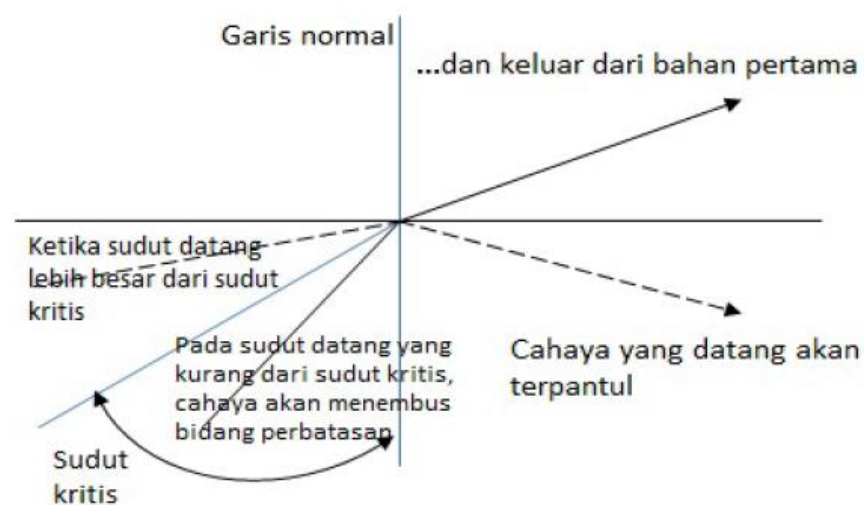 Garis normal
...dan keluar dari bahan pertama
Ketika sudut datang
lebih besar dari sudut
kritis
Pada sudut datang yang
kurang dari sudut kritis,
cahaya akan menembus
bidang perbatasan
Cahaya yang datang akan
terpantul
Sudut
kritis